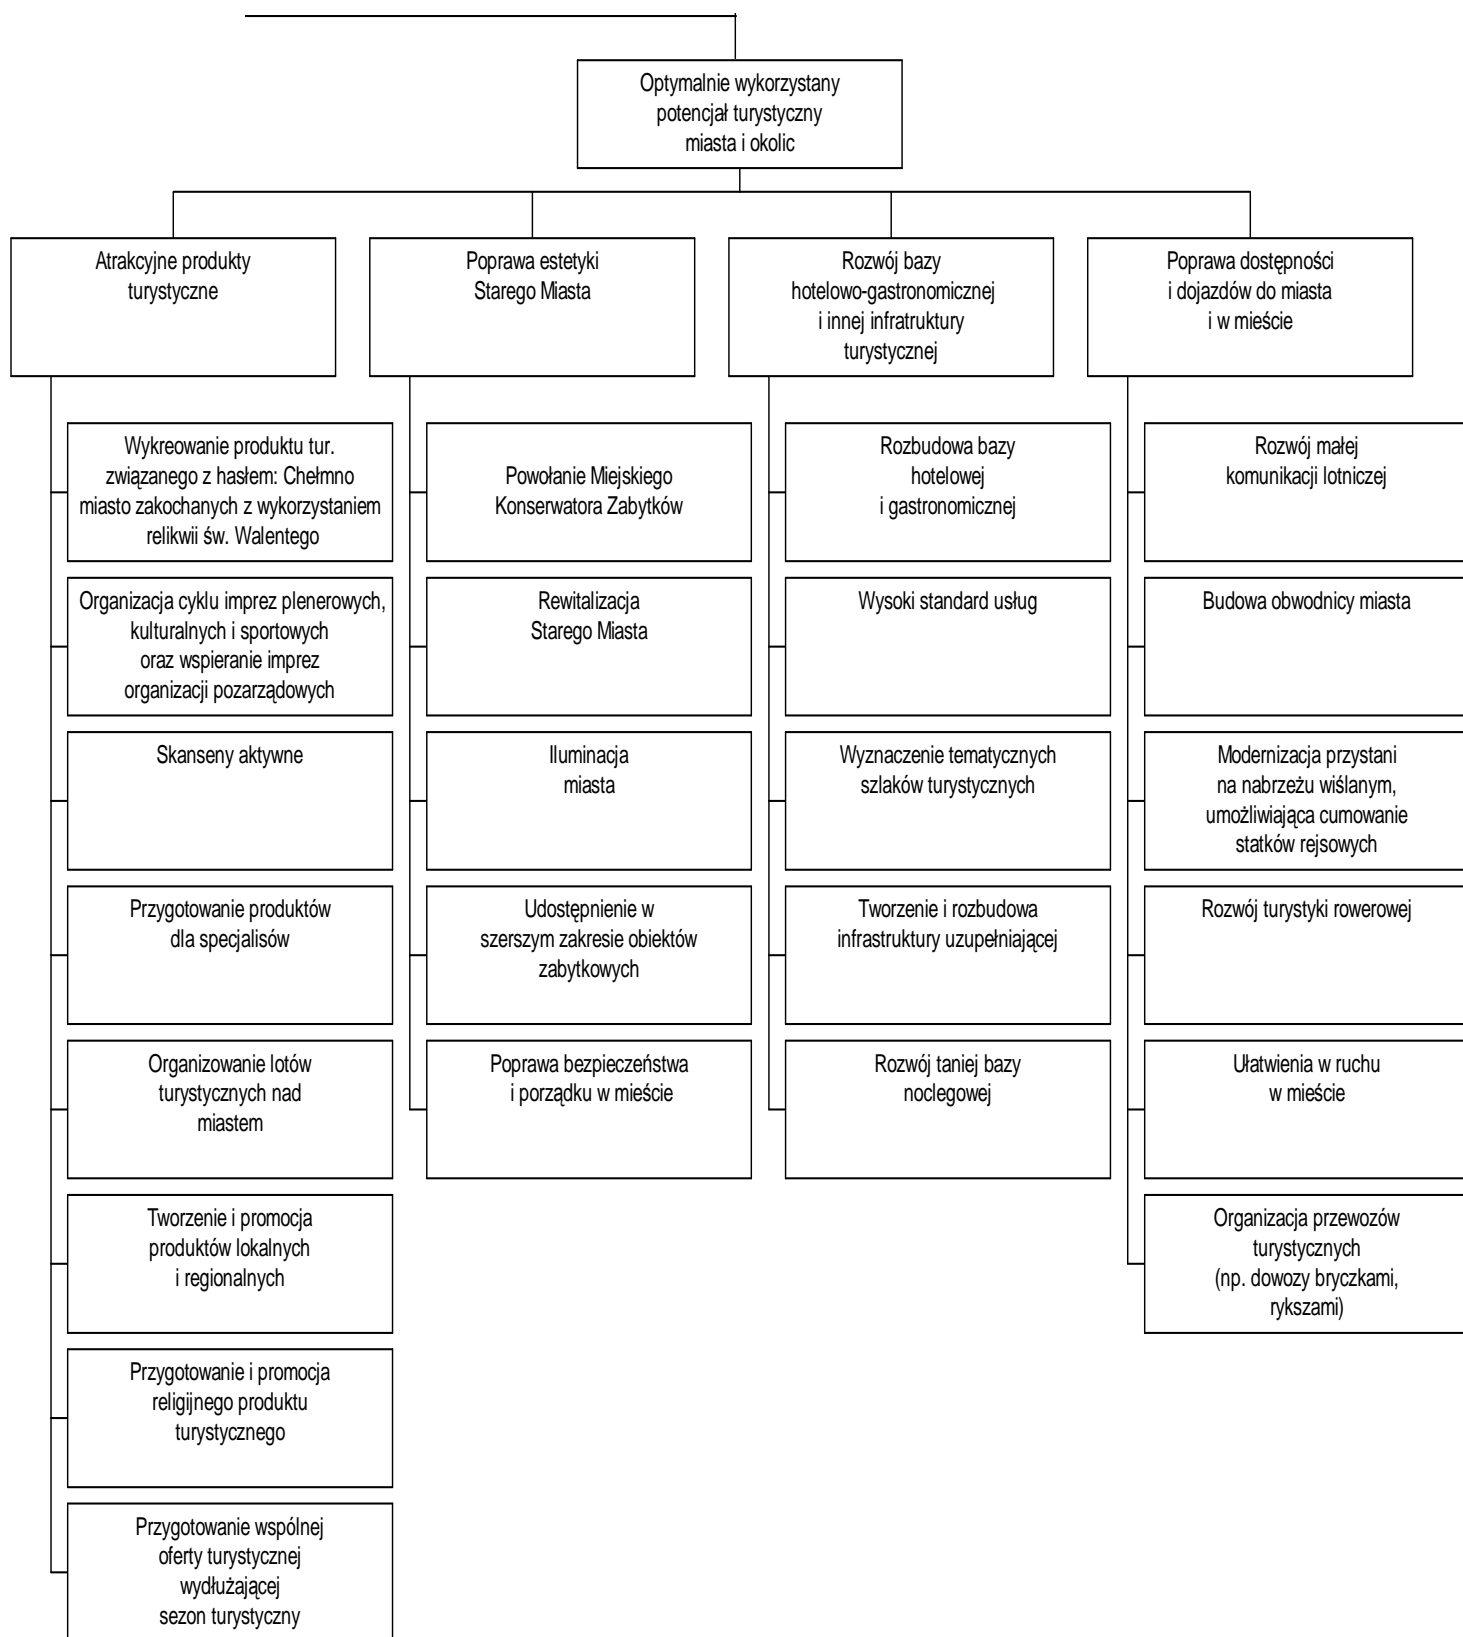 Optymalnie wykorzystany
potencjał turystyczny
miasta i okolic
Atrakcyjne produkty
turystyczne
Poprawa estetyki
Starego Miasta
Rozwój bazy
hotelowo-gastronomicznej
i innej infratruktury
turystycznej
Poprawa dostępności
i dojazdów do miasta
i w mieście
Wykreowanie produktu tur.
związanego z hasłem: Chełmno
miasto zakochanych z wykorzystaniem
relikwii św. Walentego
Organizacja cyklu imprez plenerowych,
kulturalnych i sportowych
oraz wspieranie imprez
organizacji pozarządowych
Skanseny aktywne
Przygotowanie produktów
dla specjalisów
Organizowanie lotów
turystycznych nad
miastem
Tworzenie i promocja
produktów lokalnych
i regionalnych
Przygotowanie i promocja
religijnego produktu
turystycznego
Przygotowanie wspólnej
oferty turystycznej
wydłużającej
sezon turystyczny
Powołanie Miejskiego
Konserwatora Zabytków
Rewitalizacja
Starego Miasta
Iluminacja
miasta
Udostępnienie w
szerszym zakresie obiektów
zabytkowych
Poprawa bezpieczeństwa
i porządku w mieście
Rozbudowa bazy
hotelowej
i gastronomicznej
Wysoki standard usług
Wyznaczenie tematycznych
szlaków turystycznych
Tworzenie i rozbudowa
infrastruktury uzupełniającej
Rozwój taniej bazy
noclegowej
Rozwój małej
komunikacji lotniczej
Budowa obwodnicy miasta
Modernizacja przystani
na nabrzeżu wiślanym,
umożliwiająca cumowanie
statków rejsowych
Rozwój turystyki rowerowej
Ułatwienia w ruchu
w mieście
Organizacja przewozów
turystycznych
(np. dowozy bryczkami,
rykszami)